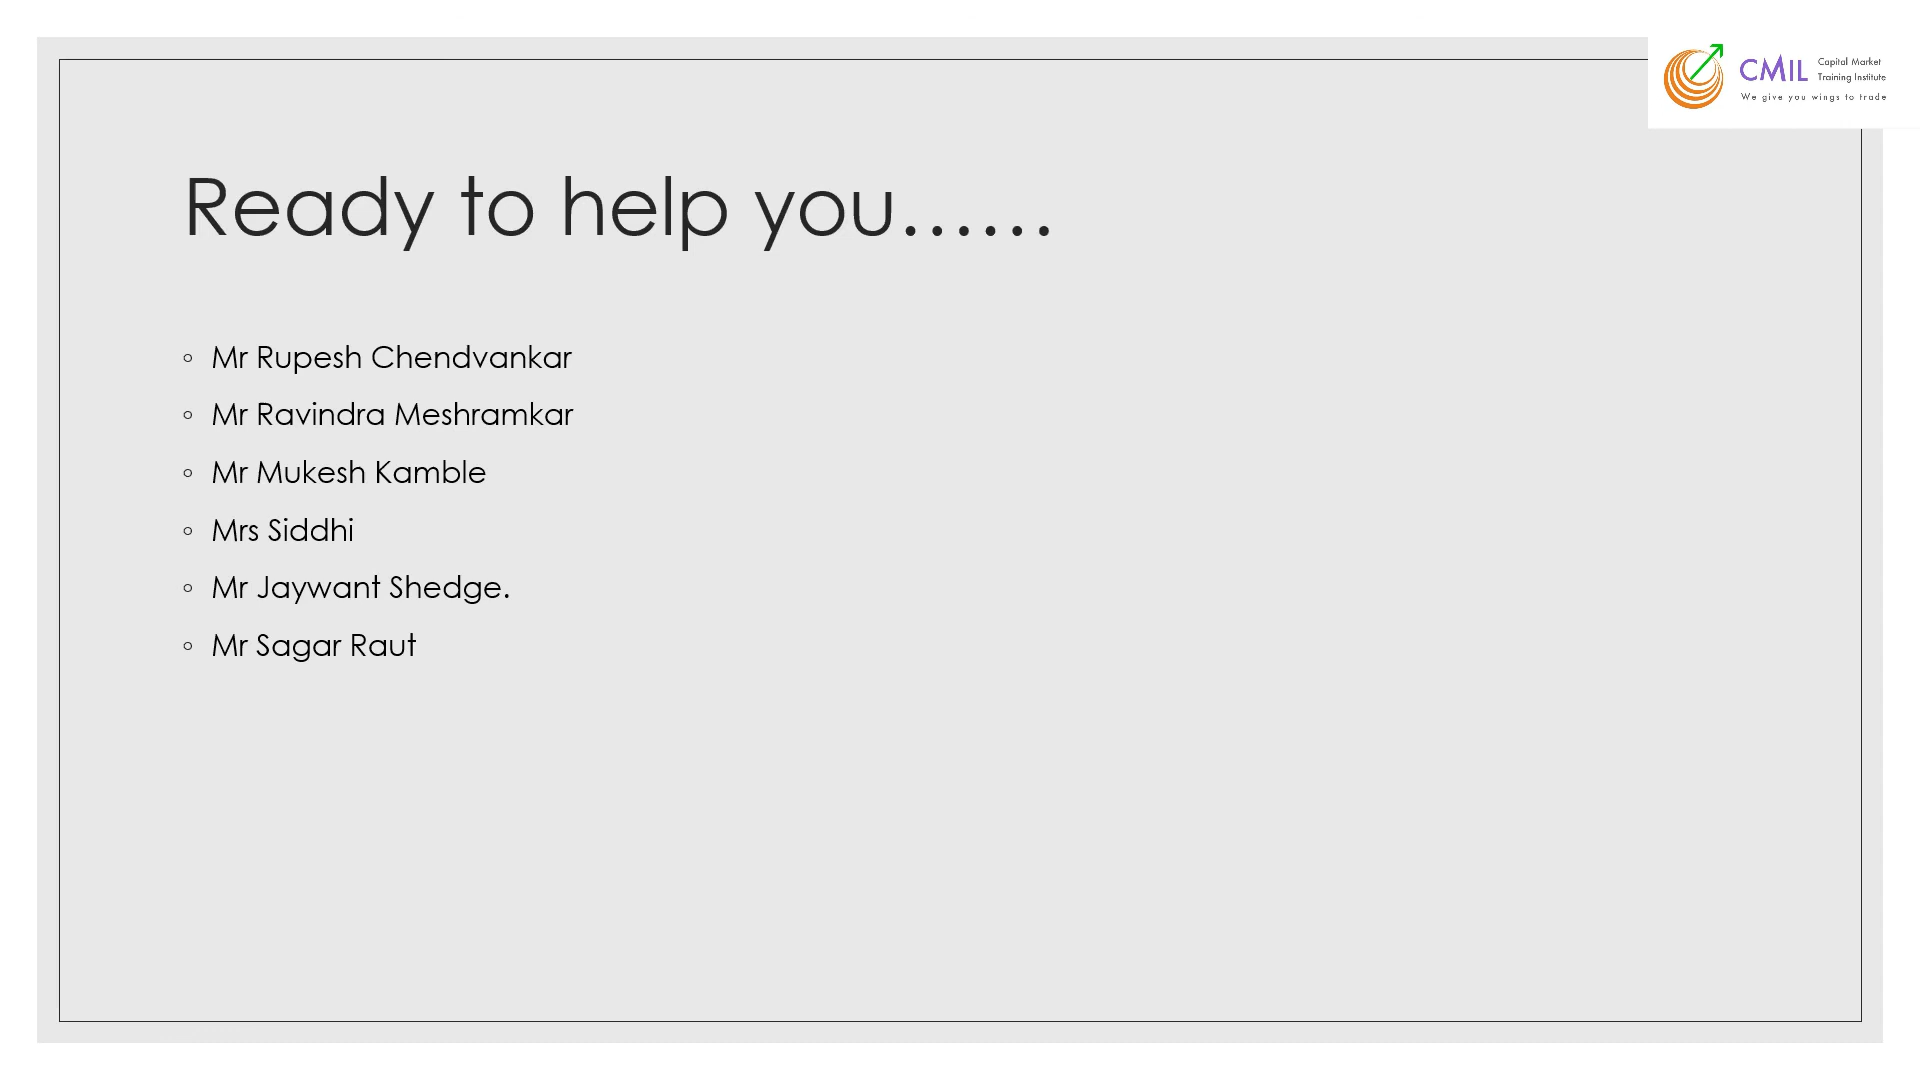 CMIL Capital Market
Training Institute
We give you wings to trade
Ready to help you......
◦ Mr Rupesh Chendvankar
◦ Mr Ravindra Meshramkar
◦ Mr Mukesh Kamble
◦ Mrs Siddhi
◦ Mr Jaywant Shedge.
◦ Mr Sagar Raut